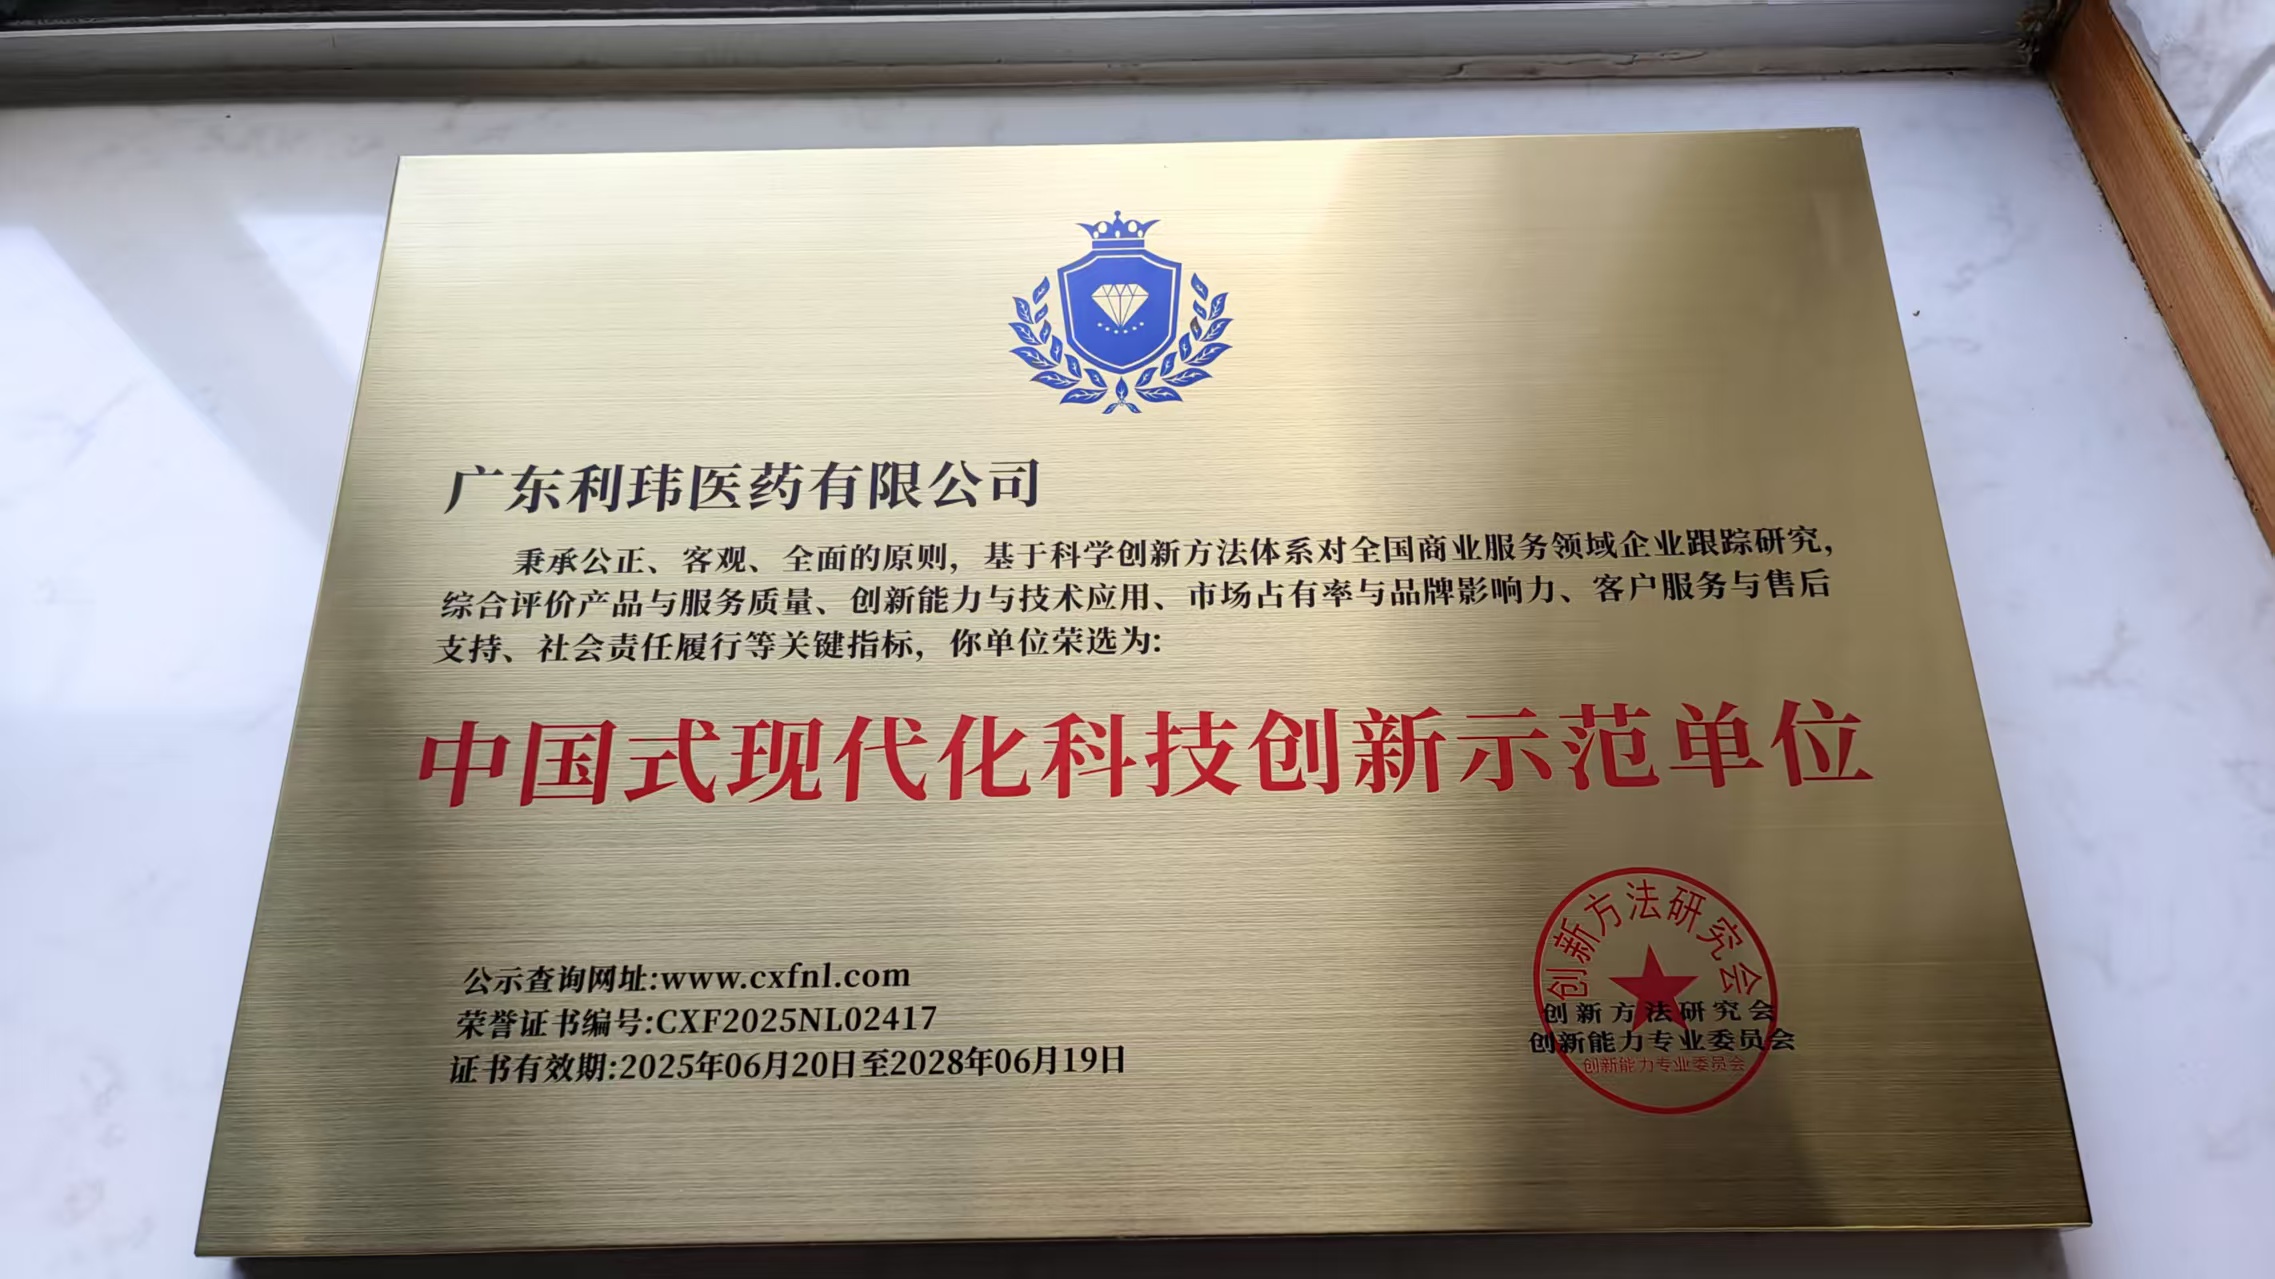 广东利玮医药有限公司
秉承公正、客观、全面的原则，基于科学创新方法体系对全国商业服务领域企业跟踪研究，
综合评价产品与服务质量、创新能力与技术应用、市场占有率与品牌影响力、客户服务与售后
支持、社会责任履行等关键指标，你单位荣选为：
中国式现代化科技创新示范单位
公示查询网址:www.cxfnl.com
荣誉证书编号:CXF2025NL02417
证书有效期:2025年06月20日至2028年06月19日
创新方法研究会
创新方法研究会
创新能力专业委员会
创新能力专业委员会